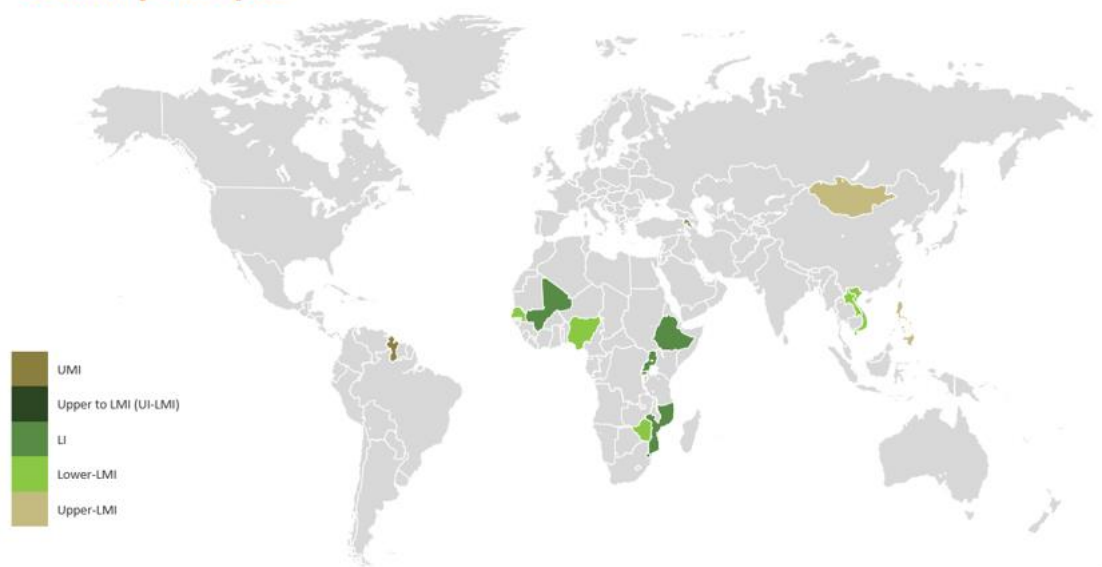 UMI
Upper to LMI (UI-LMI)
LI
Lower-LMI
Upper-LMI